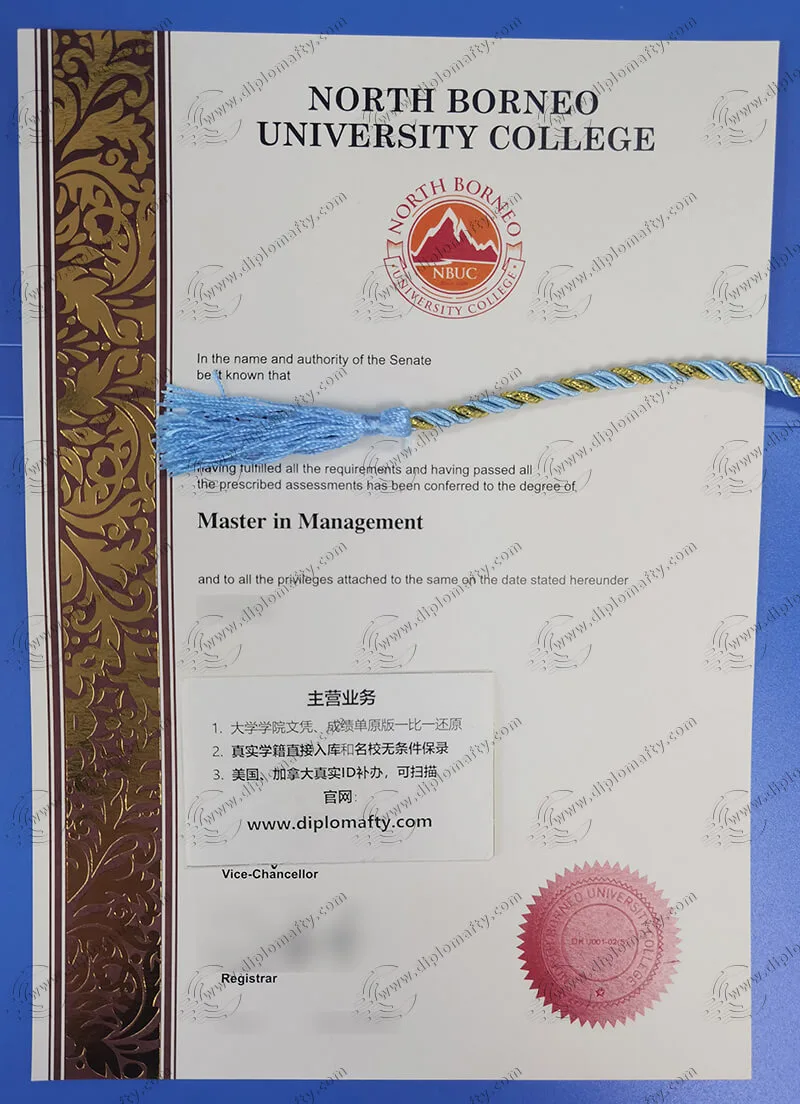 NORTH BORNEO
UNIVERSITY COLLEGE
NORTH BORNEO
NBUC
UNIVERSITY COLLEGE
In the name and authority of the Senate
be it known that
having fulfilled all the requirements and having passed all
the prescribed assessments has been conferred to the degree of
Master in Management
and to all the privileges attached to the same on the date stated hereunder
主营业务
1. 大学学院文凭、成绩单原版一比一还原
2. 真实学籍直接入库和名校无条件保录
3. 美国、加拿大真实ID补办，可扫描
官网：
www.diplomafty.com
Vice-Chancellor
Registrar
NORTH BORNEO UNIVERSITY COLLEGE
www.diplomafty.com